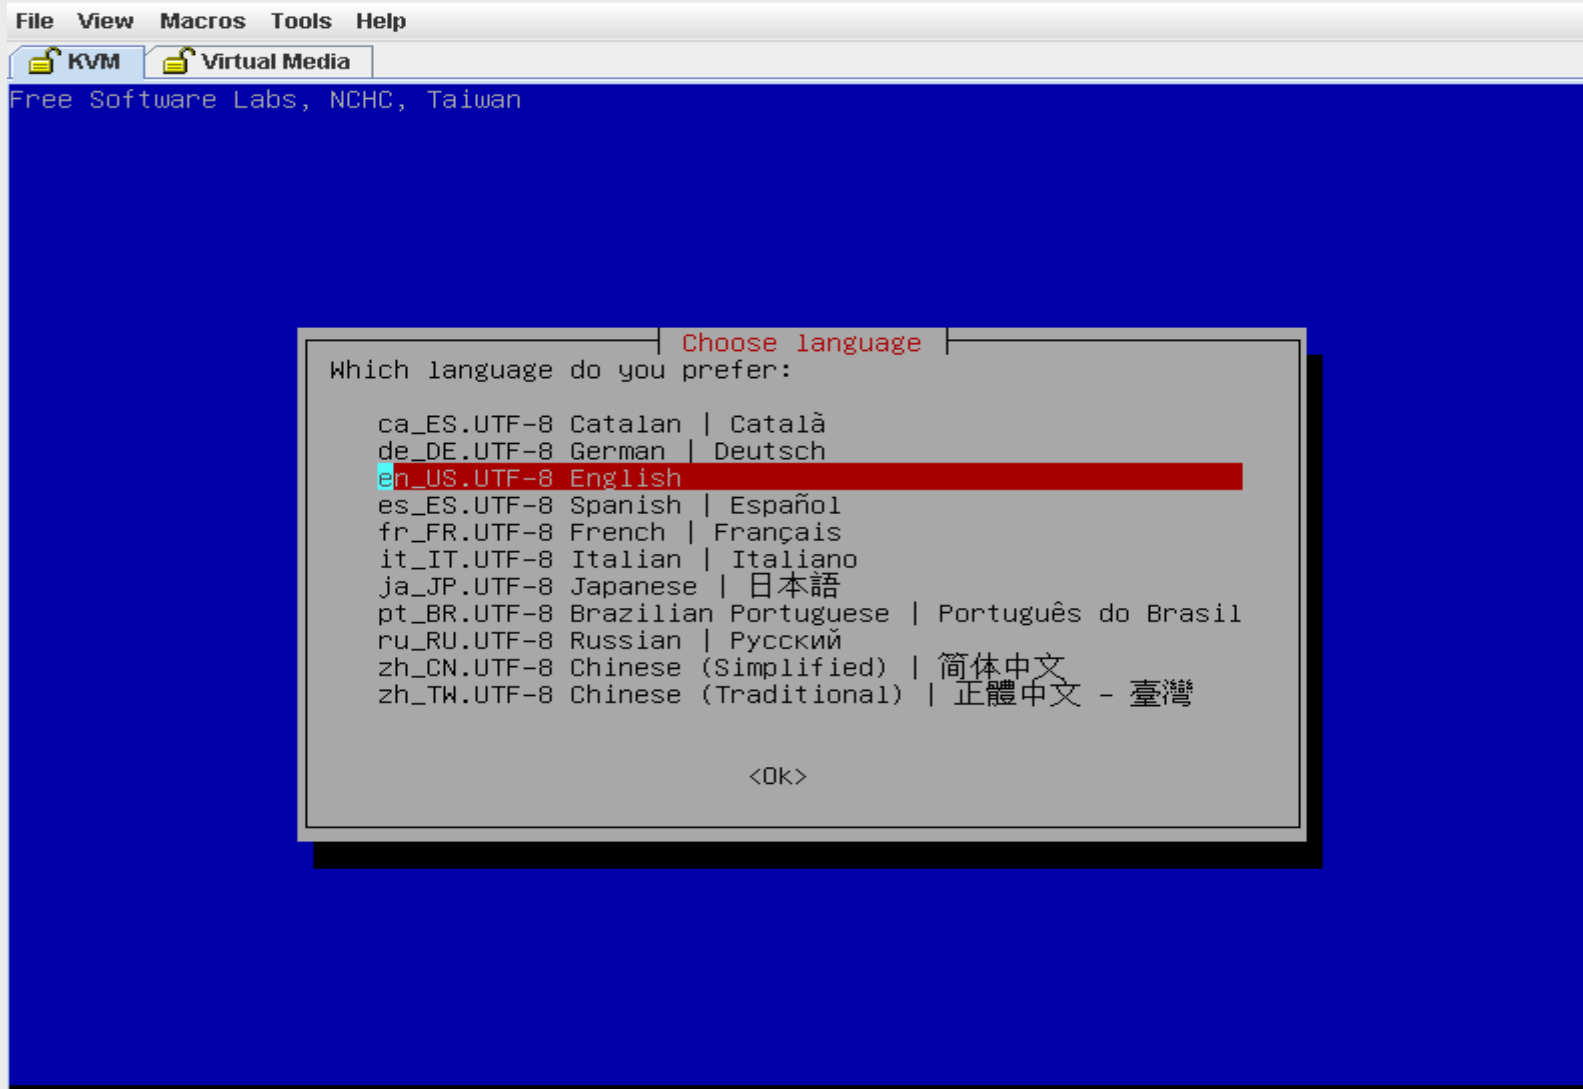 File View Macros Tools Help
KVM Virtual Media
Free Software Labs, NCHC, Taiwan
Choose language
Which language do you prefer:
ca_ES.UTF-8 Catalan | Català
de_DE.UTF-8 German | Deutsch
en_US.UTF-8 English
es_ES.UTF-8 Spanish | Español
fr_FR.UTF-8 French | Français
it_IT.UTF-8 Italian | Italiano
ja_JP.UTF-8 Japanese | 日本語
pt_BR.UTF-8 Brazilian Portuguese | Português do Brasil
ru_RU.UTF-8 Russian | Русский
zh_CN.UTF-8 Chinese (Simplified) | 简体中文
zh_TW.UTF-8 Chinese (Traditional) | 正體中文 - 臺灣
<Ok>